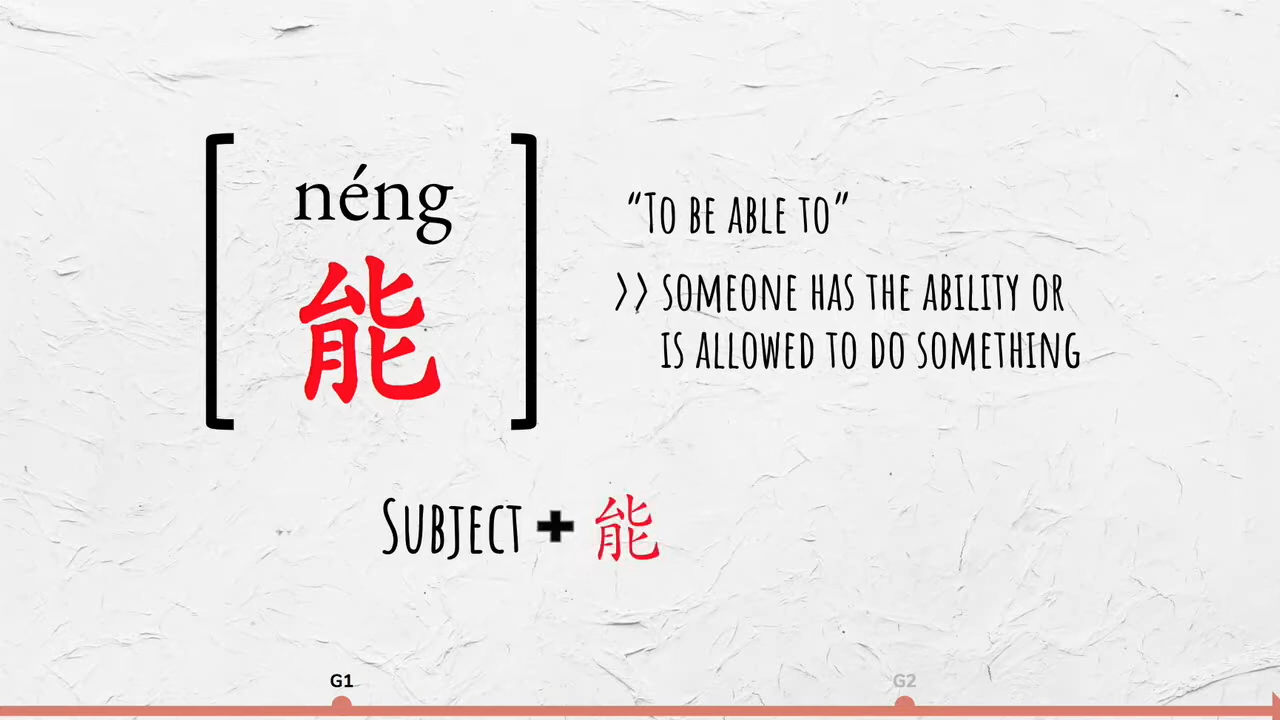 néng
能
“To be able to”
>> someone has the ability or
is allowed to do something
Subject + 能
G1
G2